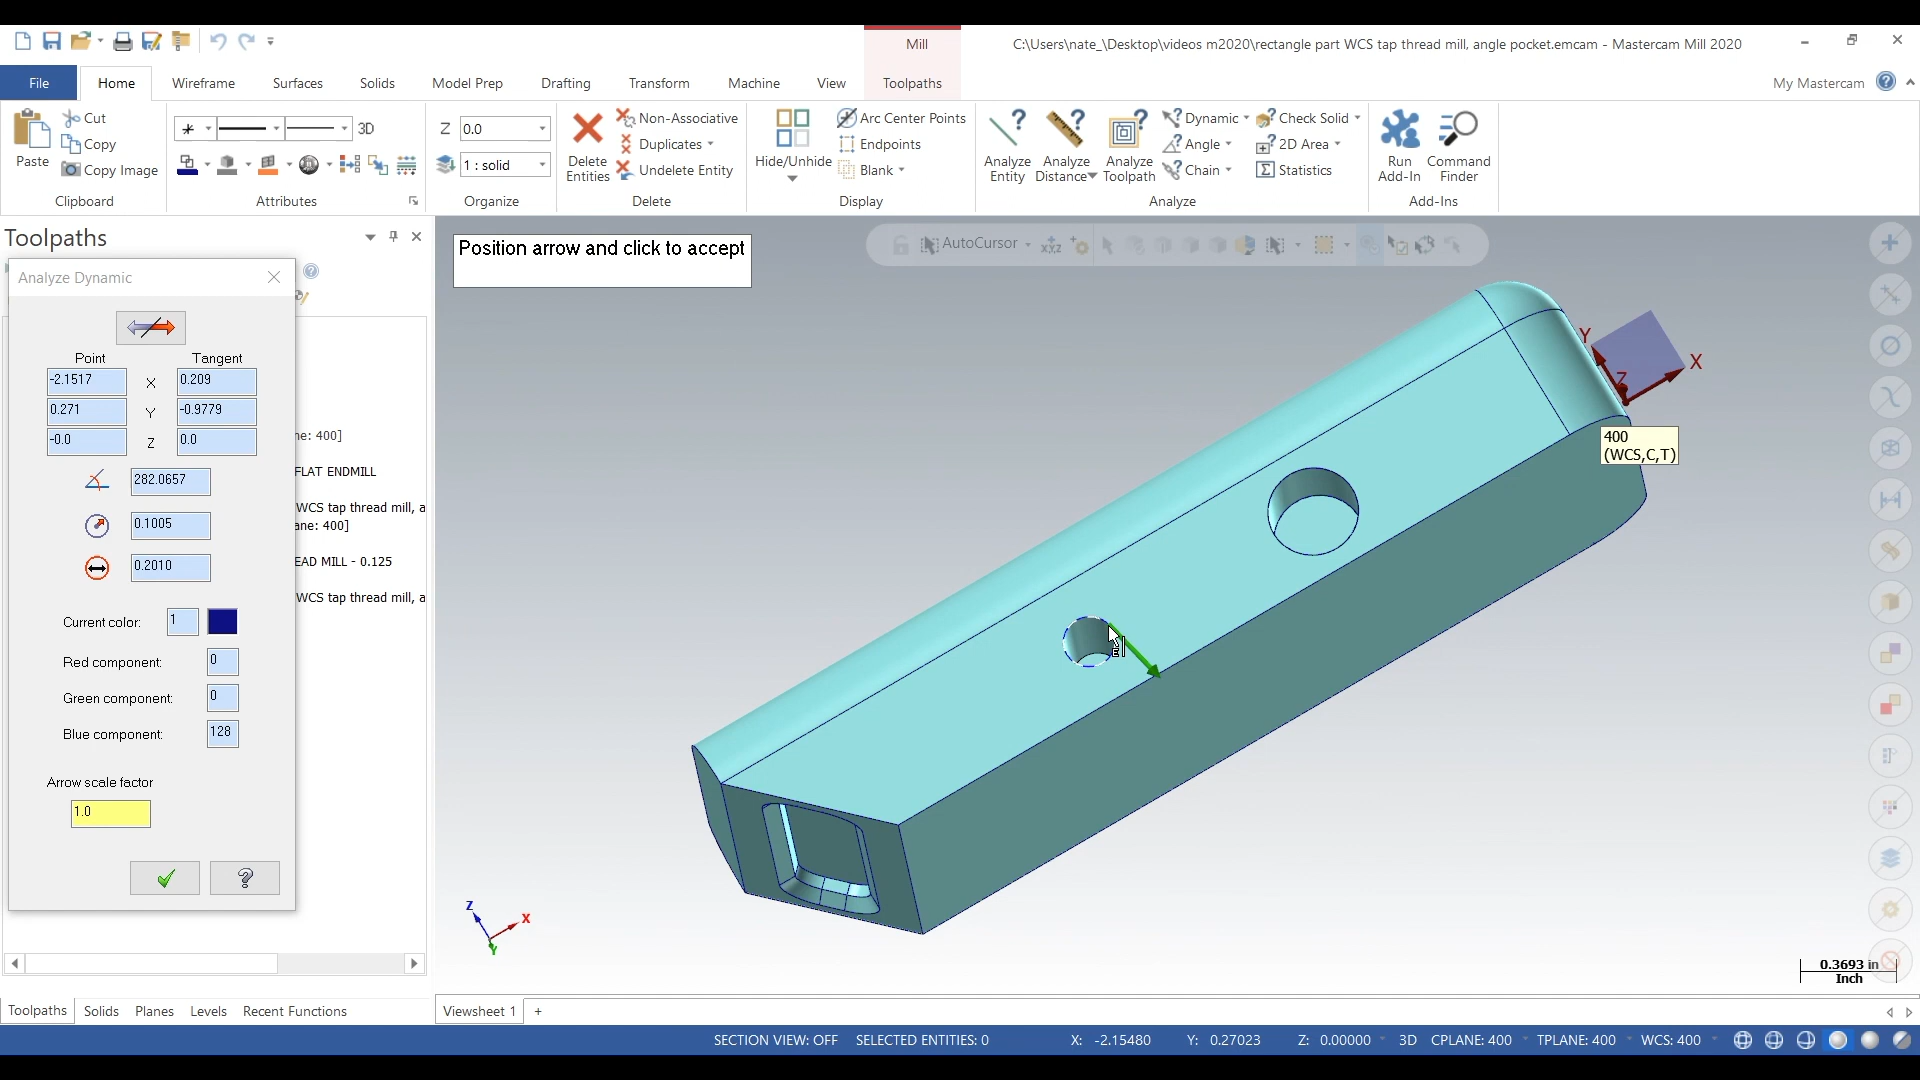 Mill
C:\Users\nate_\Desktop\videos m2020\rectangle part WCS tap thread mill, angle pocket.emcam - Mastercam Mill 2020
File
Home
Wireframe
Surfaces
Solids
Model Prep
Drafting
Transform
Machine
View
Toolpaths
My Mastercam
Paste
Cut
Copy
Copy Image
Clipboard
3D
Attributes
Z 0.0
1 : solid
Organize
Delete Entities
Non-Associative
Duplicates
Undelete Entity
Delete
Hide/Unhide
Arc Center Points
Endpoints
Blank
Display
Analyze Entity
Analyze Distance
Analyze Toolpath
Dynamic
Angle
Chain
Check Solid
2D Area
Statistics
Analyze
Run Add-In
Command Finder
Add-Ins
Toolpaths
Analyze Dynamic
Point Tangent
-2.1517 X 0.209
0.271 Y -0.9779
-0.0 Z 0.0
282.0657
0.1005
0.2010
Current color: 1
Red component: 0
Green component: 0
Blue component: 128
Arrow scale factor
1.0
ne: 400]
FLAT ENDMILL
WCS tap thread mill, a
ane: 400]
EAD MILL - 0.125
WCS tap thread mill, a
Position arrow and click to accept
AutoCursor
Y
X
Z
400
(WCS,C,T)
E
Z
X
Y
0.3693 in
Inch
Toolpaths
Solids
Planes
Levels
Recent Functions
Viewsheet 1
+
SECTION VIEW: OFF SELECTED ENTITIES: 0 X: -2.15480 Y: 0.27023 Z: 0.00000 3D CPLANE: 400 TPLANE: 400 WCS: 400